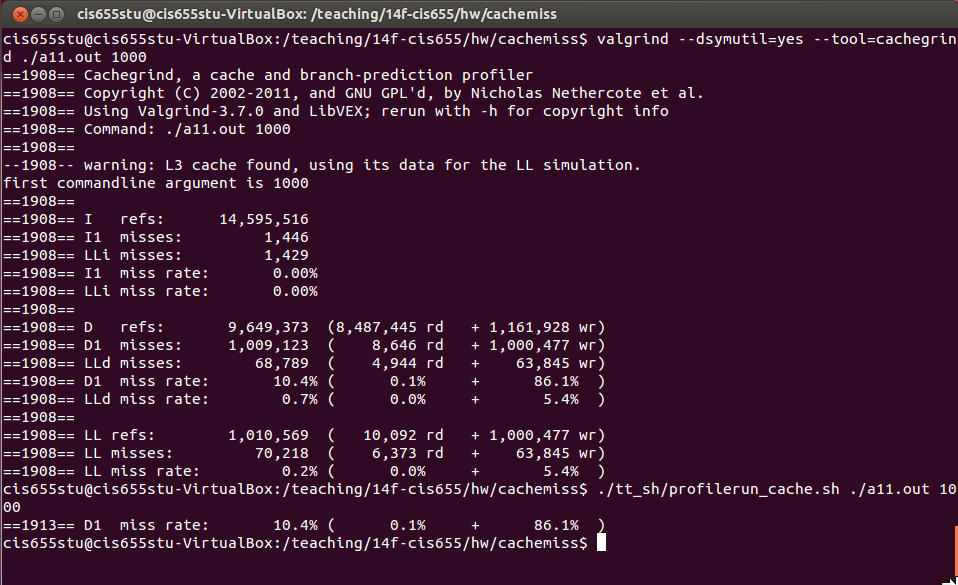 cis655stu@cis655stu-VirtualBox: /teaching/14f-cis655/hw/cachemiss
cis655stu@cis655stu-VirtualBox:/teaching/14f-cis655/hw/cachemiss$ valgrind --dsymutil=yes --tool=cachegrin
d ./a11.out 1000
==1908== Cachegrind, a cache and branch-prediction profiler
==1908== Copyright (C) 2002-2011, and GNU GPL'd, by Nicholas Nethercote et al.
==1908== Using Valgrind-3.7.0 and LibVEX; rerun with -h for copyright info
==1908== Command: ./a11.out 1000
==1908==
--1908-- warning: L3 cache found, using its data for the LL simulation.
first commandline argument is 1000
==1908==
==1908== I   refs:      14,595,516
==1908== I1  misses:         1,446
==1908== LLi misses:         1,429
==1908== I1  miss rate:       0.00%
==1908== LLi miss rate:       0.00%
==1908==
==1908== D   refs:       9,649,373  (8,487,445 rd   + 1,161,928 wr)
==1908== D1  misses:     1,009,123  (    8,646 rd   + 1,000,477 wr)
==1908== LLd misses:        68,789  (    4,944 rd   +    63,845 wr)
==1908== D1  miss rate:       10.4% (      0.1%     +      86.1%  )
==1908== LLd miss rate:        0.7% (      0.0%     +       5.4%  )
==1908==
==1908== LL refs:        1,010,569  (   10,092 rd   + 1,000,477 wr)
==1908== LL misses:         70,218  (    6,373 rd   +    63,845 wr)
==1908== LL miss rate:         0.2% (      0.0%     +       5.4%  )
cis655stu@cis655stu-VirtualBox:/teaching/14f-cis655/hw/cachemiss$ ./tt_sh/profilerun_cache.sh ./a11.out 10
00
==1913== D1  miss rate:       10.4% (      0.1%     +      86.1%  )
cis655stu@cis655stu-VirtualBox:/teaching/14f-cis655/hw/cachemiss$